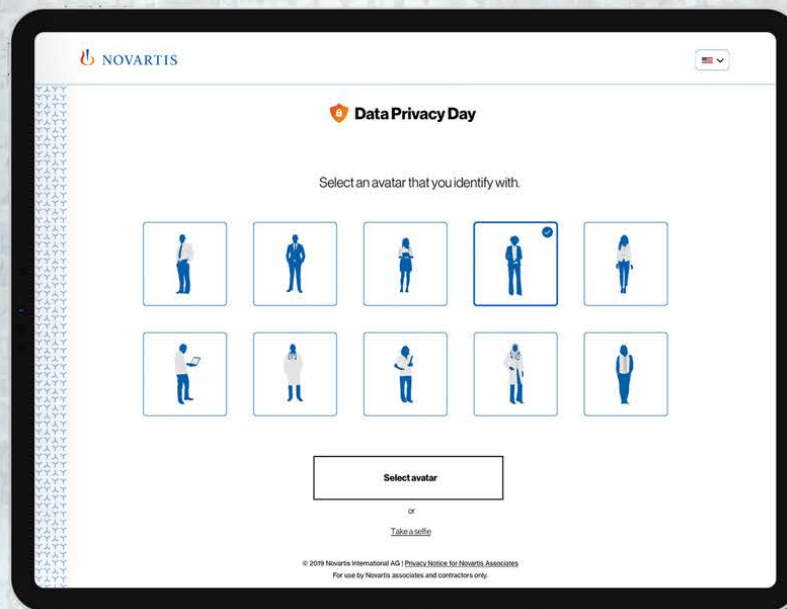 NOVARTIS
Data Privacy Day
Select an avatar that you identify with.
Select avatar
or
Take a selfie
© 2019 Novartis International AG | Privacy Notice for Novartis Associates
For use by Novartis associates and contractors only.